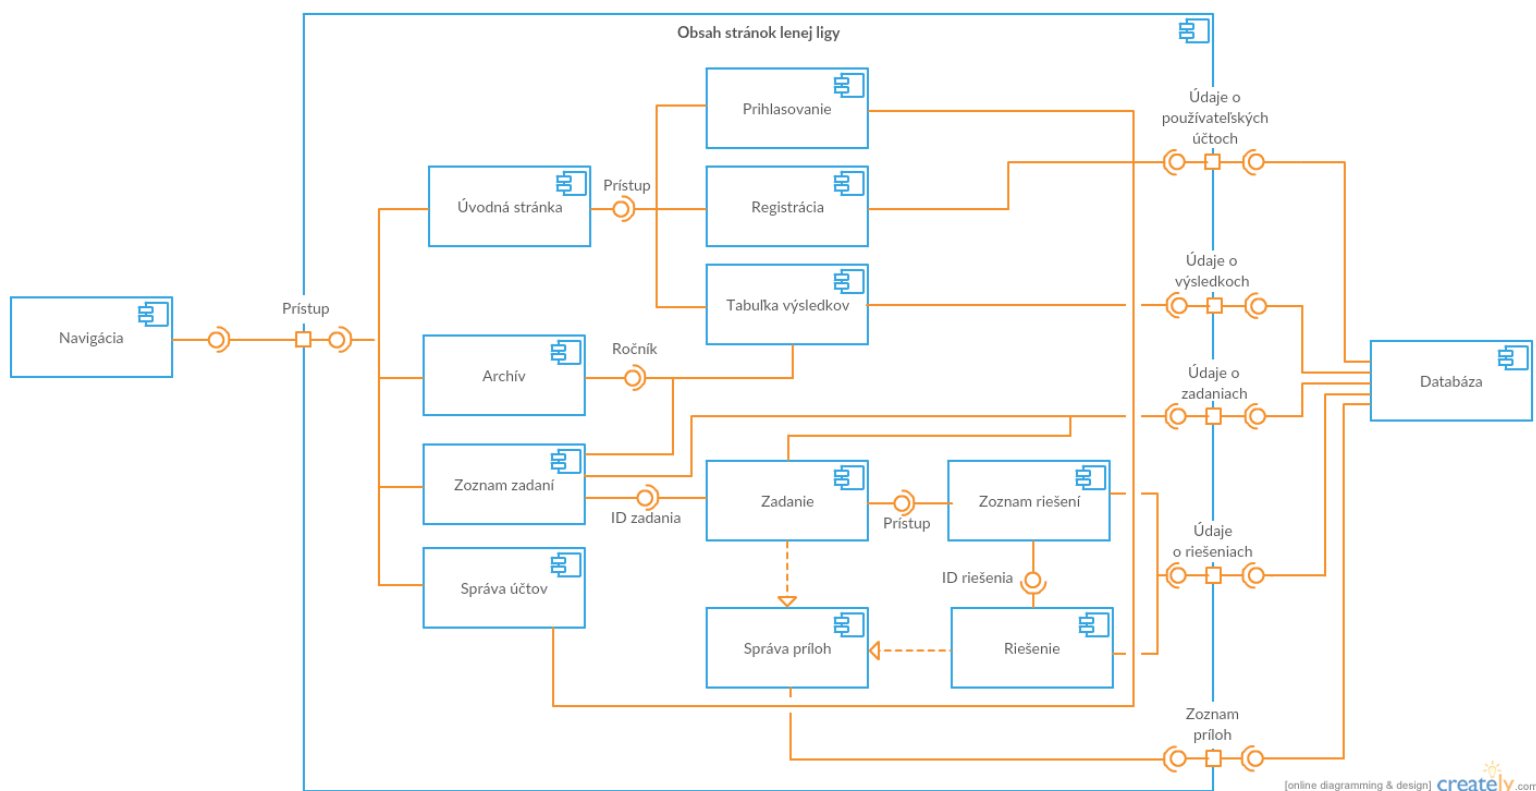 Obsah stránok lenej ligy
Prihlasovanie
Údaje o
používateľských
účtoch
Úvodná stránka
Prístup
Registrácia
Údaje o
výsledkoch
Tabuľka výsledkov
Navigácia
Prístup
Archív
Ročník
Údaje o
zadaniach
Databáza
Zoznam zadaní
ID zadania
Zadanie
Prístup
Zoznam riešení
Údaje
o riešeniach
Správa účtov
ID riešenia
Správa príloh
Riešenie
Zoznam
príloh
[online diagramming & design] creately.com